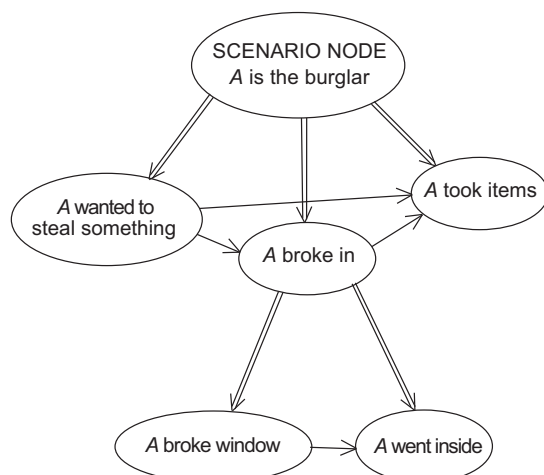 SCENARIO NODE
A is the burglar
A wanted to
steal something
A took items
A broke in
A broke window
A went inside